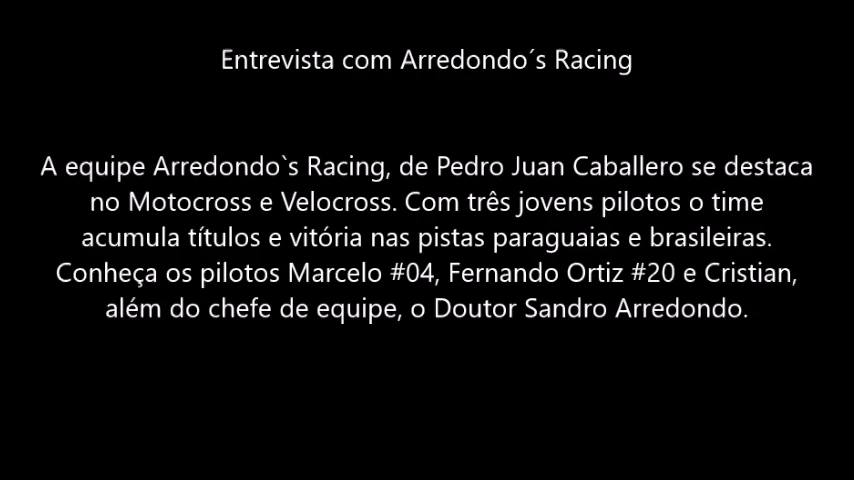 Entrevista com Arredondo´s Racing
A equipe Arredondo`s Racing, de Pedro Juan Caballero se destaca
no Motocross e Velocross. Com três jovens pilotos o time
acumula títulos e vitória nas pistas paraguaias e brasileiras.
Conheça os pilotos Marcelo #04, Fernando Ortiz #20 e Cristian,
além do chefe de equipe, o Doutor Sandro Arredondo.